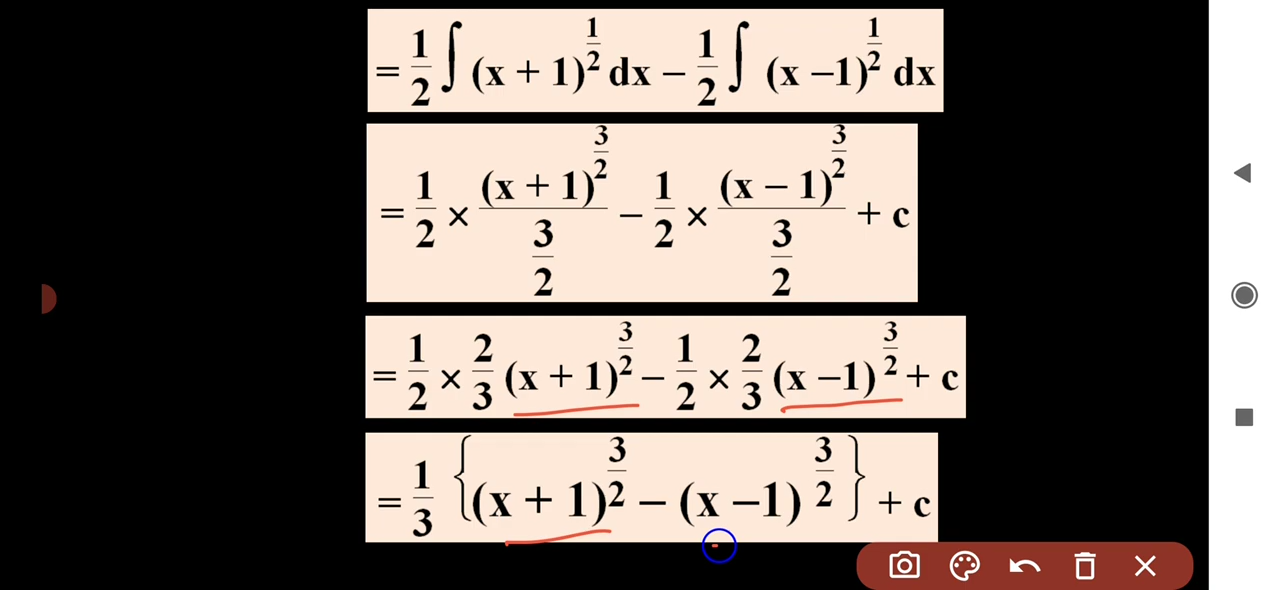 = 1/2 ∫ (x + 1)^(1/2) dx − 1/2 ∫ (x −1)^(1/2) dx
= 1/2 × (x + 1)^(3/2) / (3/2) − 1/2 × (x − 1)^(3/2) / (3/2) + c
= 1/2 × 2/3 (x + 1)^(3/2) − 1/2 × 2/3 (x −1)^(3/2) + c
= 1/3 {(x + 1)^(3/2) − (x −1)^(3/2)} + c